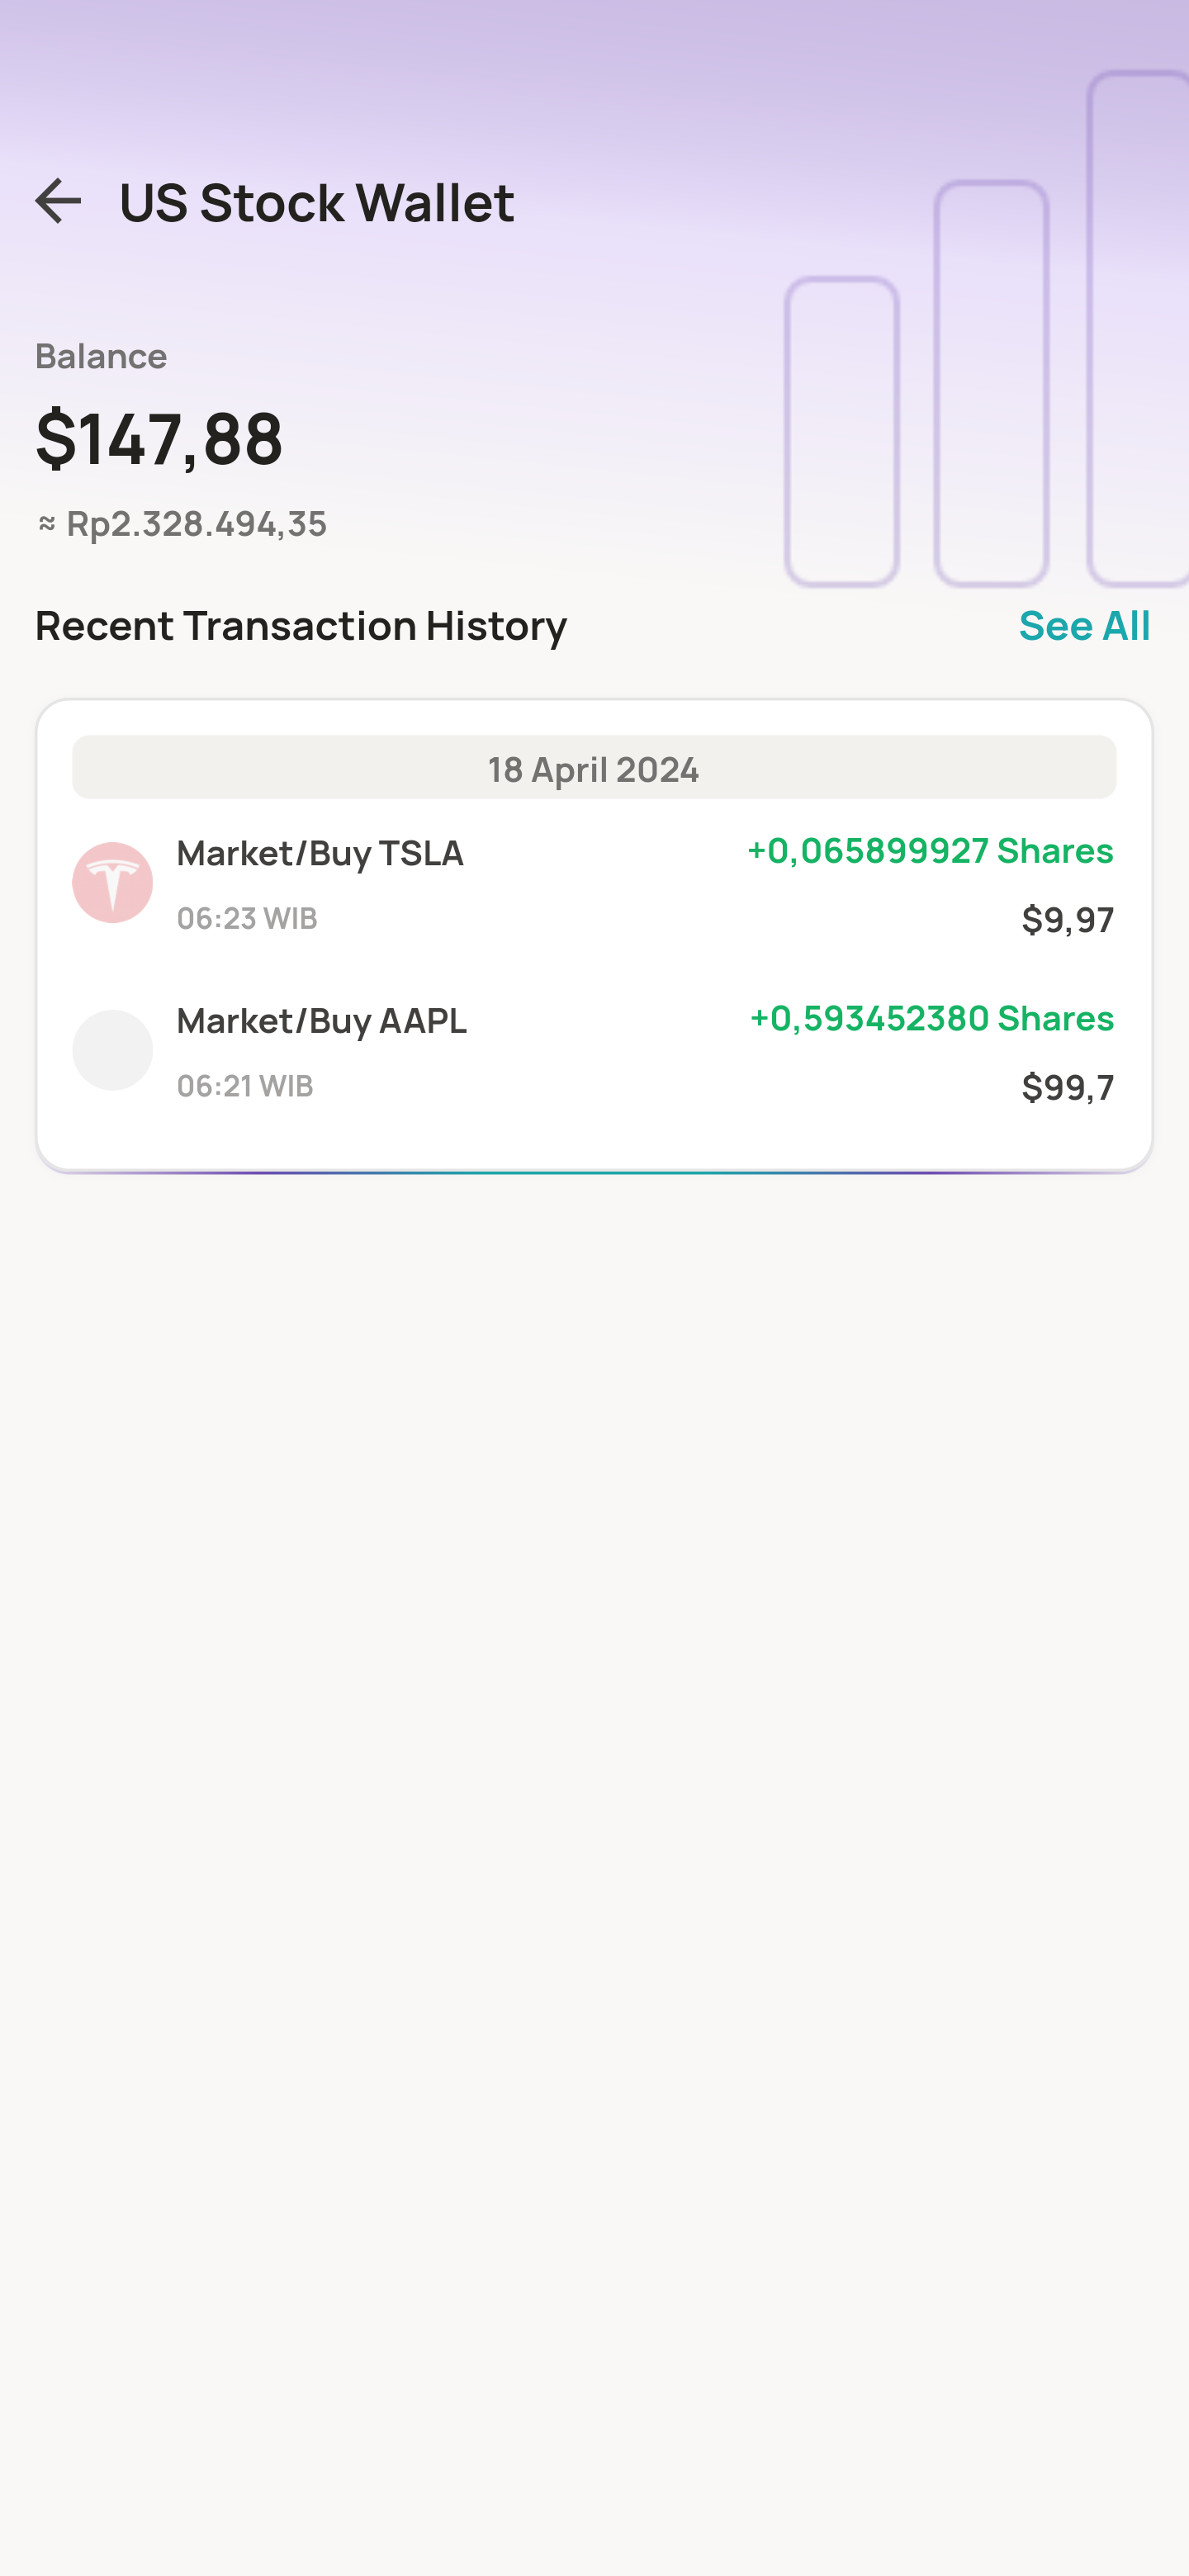 US Stock Wallet
Balance
$147,88
≈ Rp2.328.494,35
Recent Transaction History See All
18 April 2024
Market/Buy TSLA +0,065899927 Shares
06:23 WIB $9,97
Market/Buy AAPL +0,593452380 Shares
06:21 WIB $99,7